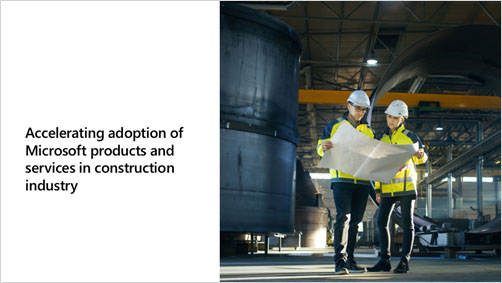 Accelerating adoption of
Microsoft products and
services in construction
industry